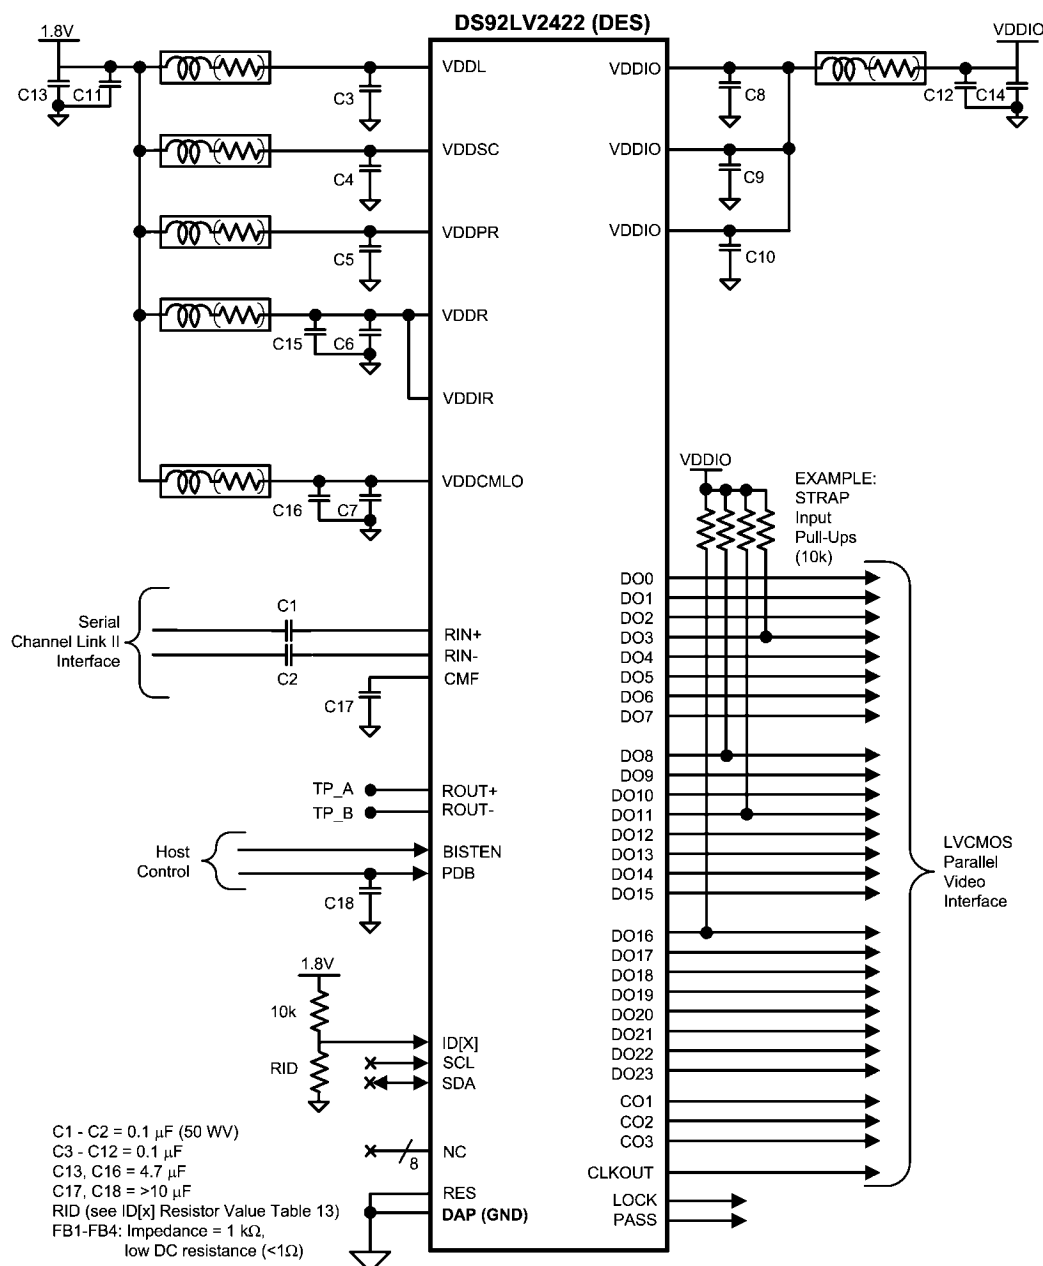 DS92LV2422 (DES)
1.8V
C13
C11
C3
VDDL
VDDIO
C8
C12
C14
VDDIO
C4
VDDSC
VDDIO
C9
C5
VDDPR
VDDIO
C10
C15
C6
VDDR
VDDIR
C16
C7
VDDCMLO
VDDIO
EXAMPLE:
STRAP
Input
Pull-Ups
(10k)
Serial
Channel Link II
Interface
C1
C2
RIN+
RIN-
CMF
C17
TP_A
TP_B
ROUT+
ROUT-
Host
Control
BISTEN
PDB
C18
1.8V
10k
RID
ID[X]
SCL
SDA
NC
8
RES
DAP (GND)
DO0
DO1
DO2
DO3
DO4
DO5
DO6
DO7
DO8
DO9
DO10
DO11
DO12
DO13
DO14
DO15
DO16
DO17
DO18
DO19
DO20
DO21
DO22
DO23
CO1
CO2
CO3
CLKOUT
LOCK
PASS
LVCMOS
Parallel
Video
Interface
C1 - C2 = 0.1 μF (50 WV)
C3 - C12 = 0.1 μF
C13, C16 = 4.7 μF
C17, C18 = >10 μF
RID (see ID[x] Resistor Value Table 13)
FB1-FB4: Impedance = 1 kΩ,
low DC resistance (<1Ω)